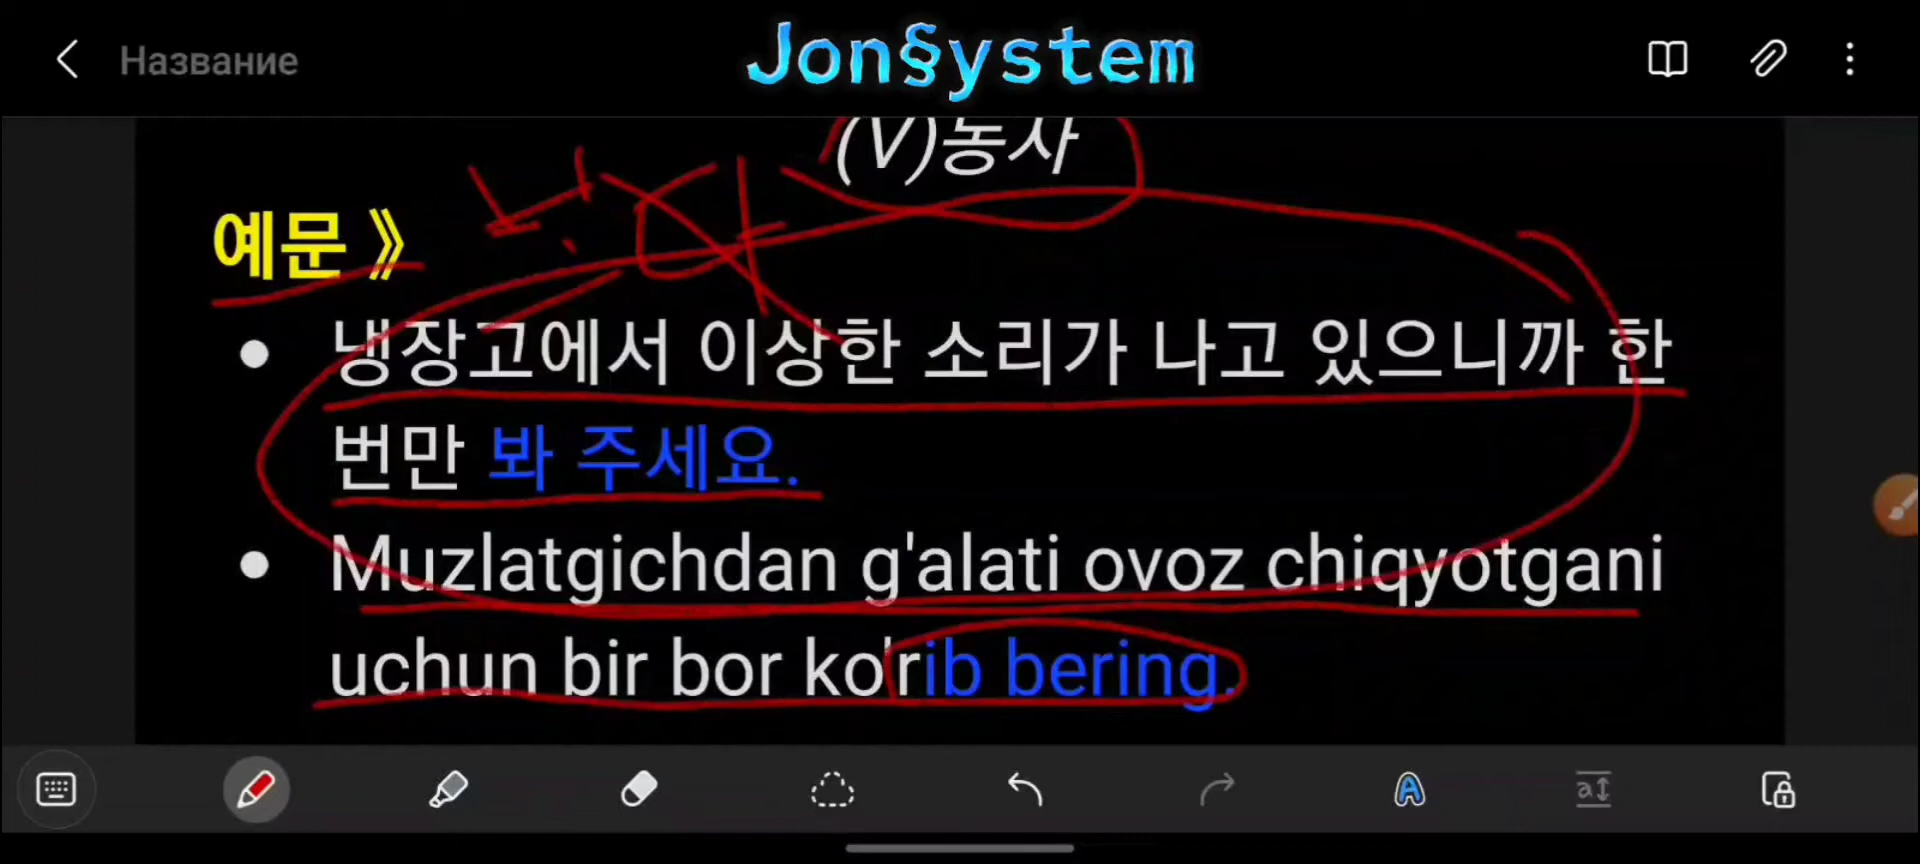 Название
Jon§ystem
(V)동사
예문 》
냉장고에서 이상한 소리가 나고 있으니까 한
번만 봐 주세요.
Muzlatgichdan g'alati ovoz chiqyotgani
uchun bir bor ko'rib bering.